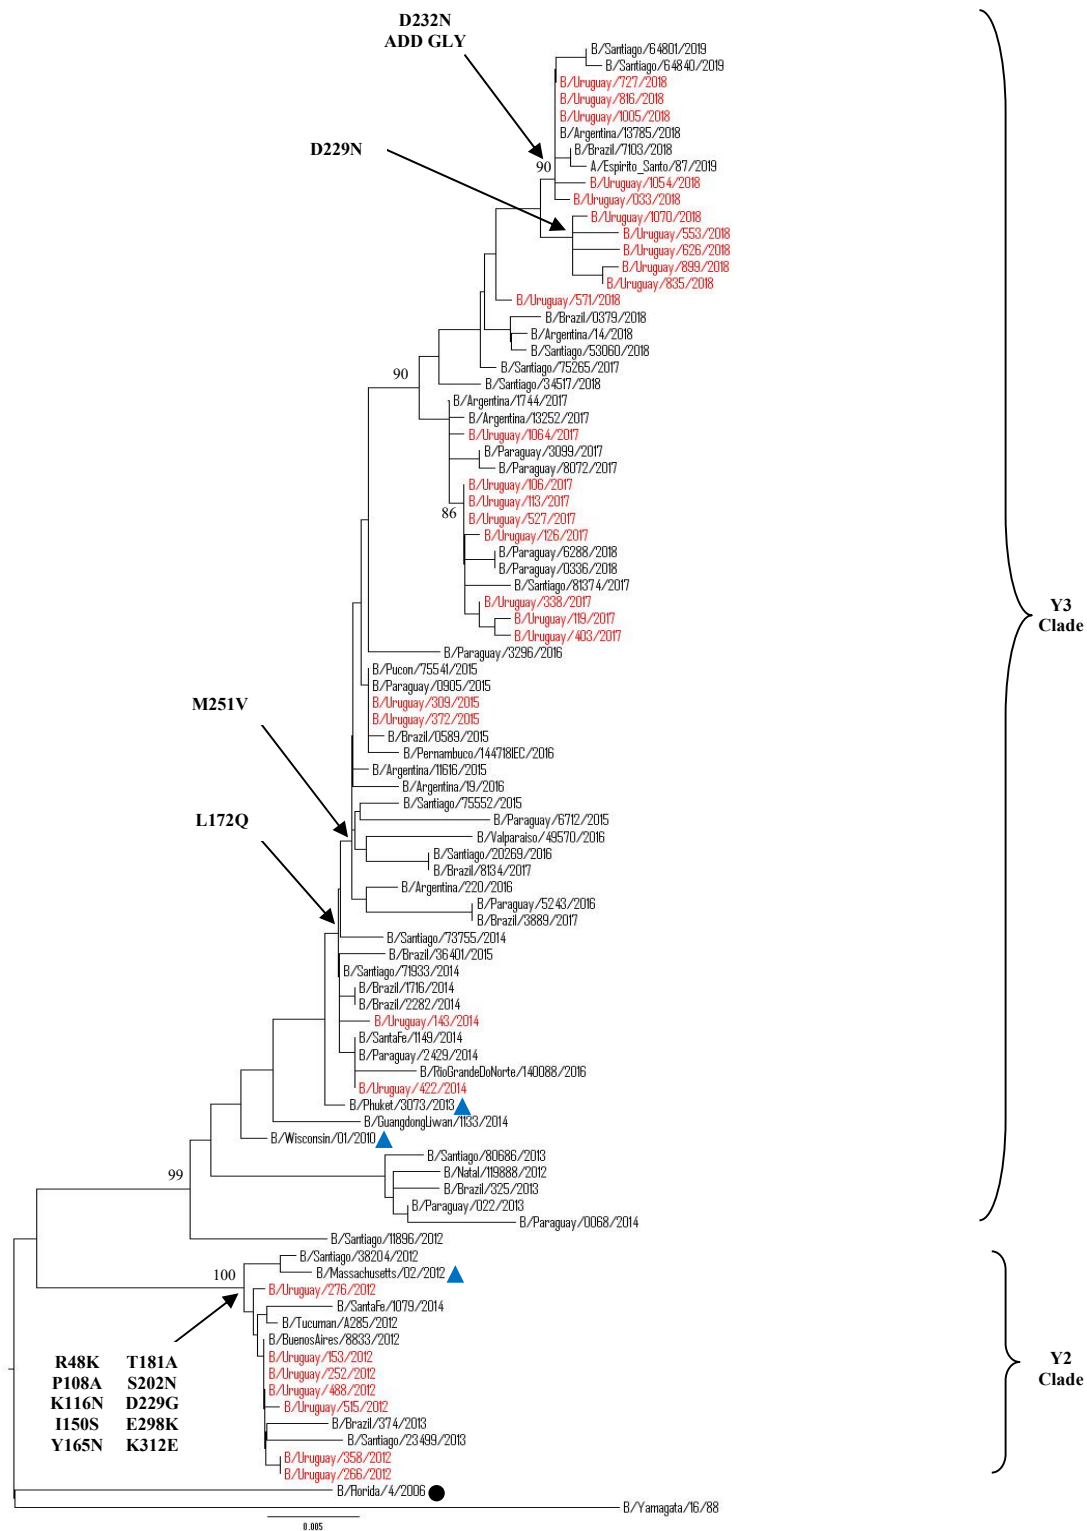 D232N
ADD GLY
B/Santiago/64801/2019
B/Santiago/64840/2019
B/Uruguay/727/2018
B/Uruguay/816/2018
B/Uruguay/1005/2018
B/Argentina/13785/2018
D229N
B/Brazil/7103/2018
90
A/Espirito_Santo/87/2019
B/Uruguay/1054/2018
B/Uruguay/033/2018
B/Uruguay/1070/2018
B/Uruguay/553/2018
B/Uruguay/626/2018
B/Uruguay/899/2018
B/Uruguay/835/2018
B/Uruguay/571/2018
B/Brazil/0379/2018
B/Argentina/14/2018
B/Santiago/53060/2018
B/Santiago/75265/2017
90
B/Santiago/34517/2018
B/Argentina/1744/2017
B/Argentina/13252/2017
B/Uruguay/1064/2017
B/Paraguay/3099/2017
B/Paraguay/8072/2017
B/Uruguay/106/2017
B/Uruguay/113/2017
86
B/Uruguay/527/2017
B/Uruguay/126/2017
B/Paraguay/6288/2018
B/Paraguay/0336/2018
B/Santiago/81374/2017
B/Uruguay/338/2017
Y3
Clade
B/Uruguay/119/2017
B/Uruguay/403/2017
B/Paraguay/3296/2016
B/Pucon/75541/2015
B/Paraguay/0905/2015
M251V
B/Uruguay/309/2015
B/Uruguay/372/2015
B/Brazil/0589/2015
B/Pernambuco/144718IEC/2016
B/Argentina/11616/2015
B/Argentina/19/2016
B/Santiago/75552/2015
L172Q
B/Paraguay/6712/2015
B/Valparaiso/49570/2016
B/Santiago/20269/2016
B/Brazil/8134/2017
B/Argentina/220/2016
B/Paraguay/5243/2016
B/Brazil/3889/2017
B/Santiago/73755/2014
B/Brazil/36401/2015
B/Santiago/71933/2014
B/Brazil/1716/2014
B/Brazil/2282/2014
B/Uruguay/143/2014
B/SantaFe/1149/2014
B/Paraguay/2429/2014
B/RioGrandeDoNorte/140088/2016
B/Uruguay/422/2014
B/Phuket/3073/2013
B/GuangdongLiwan/1133/2014
B/Wisconsin/01/2010
B/Santiago/80686/2013
99
B/Natal/119888/2012
B/Brazil/325/2013
B/Paraguay/022/2013
B/Paraguay/0068/2014
B/Santiago/11896/2012
B/Santiago/38204/2012
100
B/Massachusetts/02/2012
B/Uruguay/276/2012
B/SantaFe/1079/2014
B/Tucuman/A285/2012
B/BuenosAires/8833/2012
R48K T181A
P108A S202N
K116N D229G
I150S E298K
Y165N K312E
B/Uruguay/153/2012
Y2
Clade
B/Uruguay/252/2012
B/Uruguay/488/2012
B/Uruguay/515/2012
B/Brazil/374/2013
B/Santiago/23499/2013
B/Uruguay/358/2012
B/Uruguay/266/2012
B/Florida/4/2006
B/Yamagata/16/88
0.005